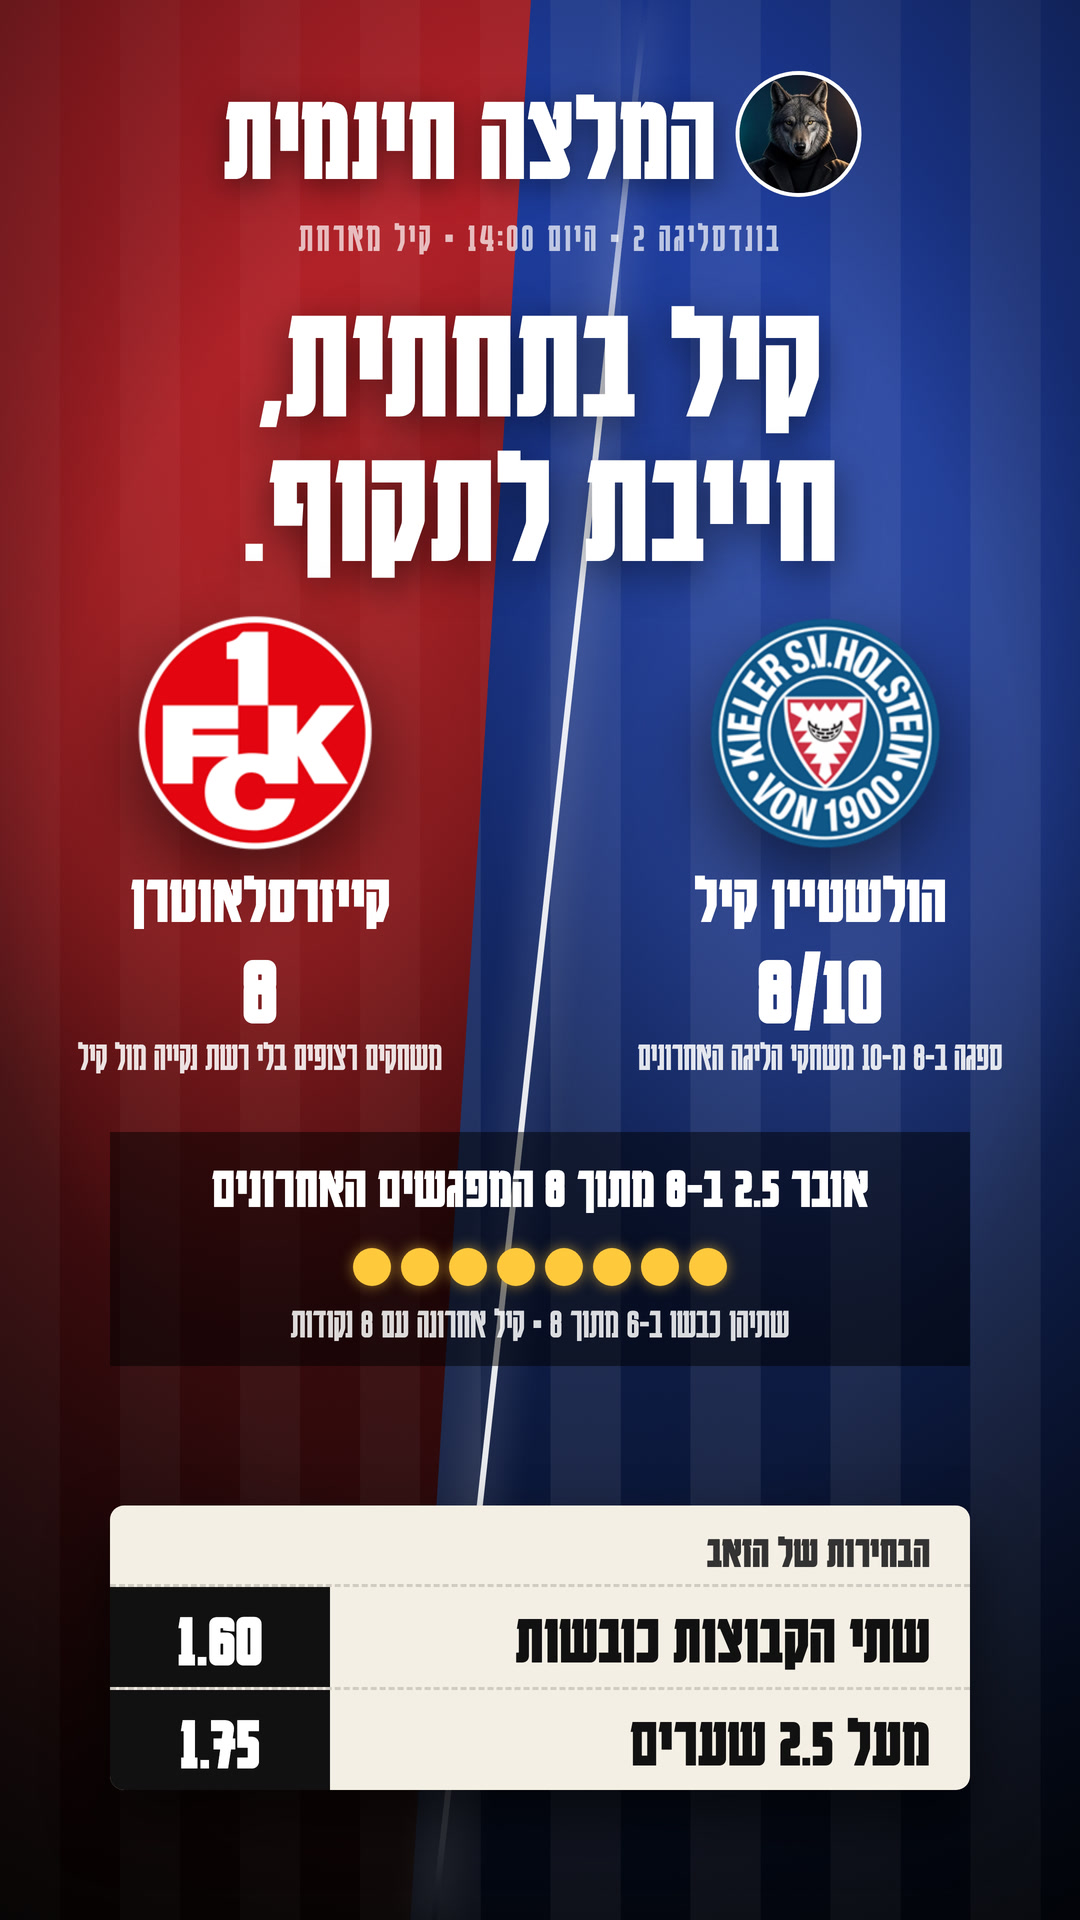 המלצה חינמית
בונדסליגה 2 • היום 14:00 • קיל מארחת
קיל בתחתית,
חייבת לתקוף.
KIELER S.V. HOLSTEIN
• VON 1900 •
1
FCK
הולשטיין קיל
קייזרסלאוטרן
8/10
8
ספגה ב-8 מ-10 משחקי הליגה האחרונים
משחקים רצופים בלי רשת נקייה מול קיל
אובר 2.5 ב-8 מתוך 8 המפגשים האחרונים
שתיהן כבשו ב-6 מתוך 8 • קיל אחרונה עם 8 נקודות
הבחירות של הזאב
שתי הקבוצות כובשות 1.60
מעל 2.5 שערים 1.75